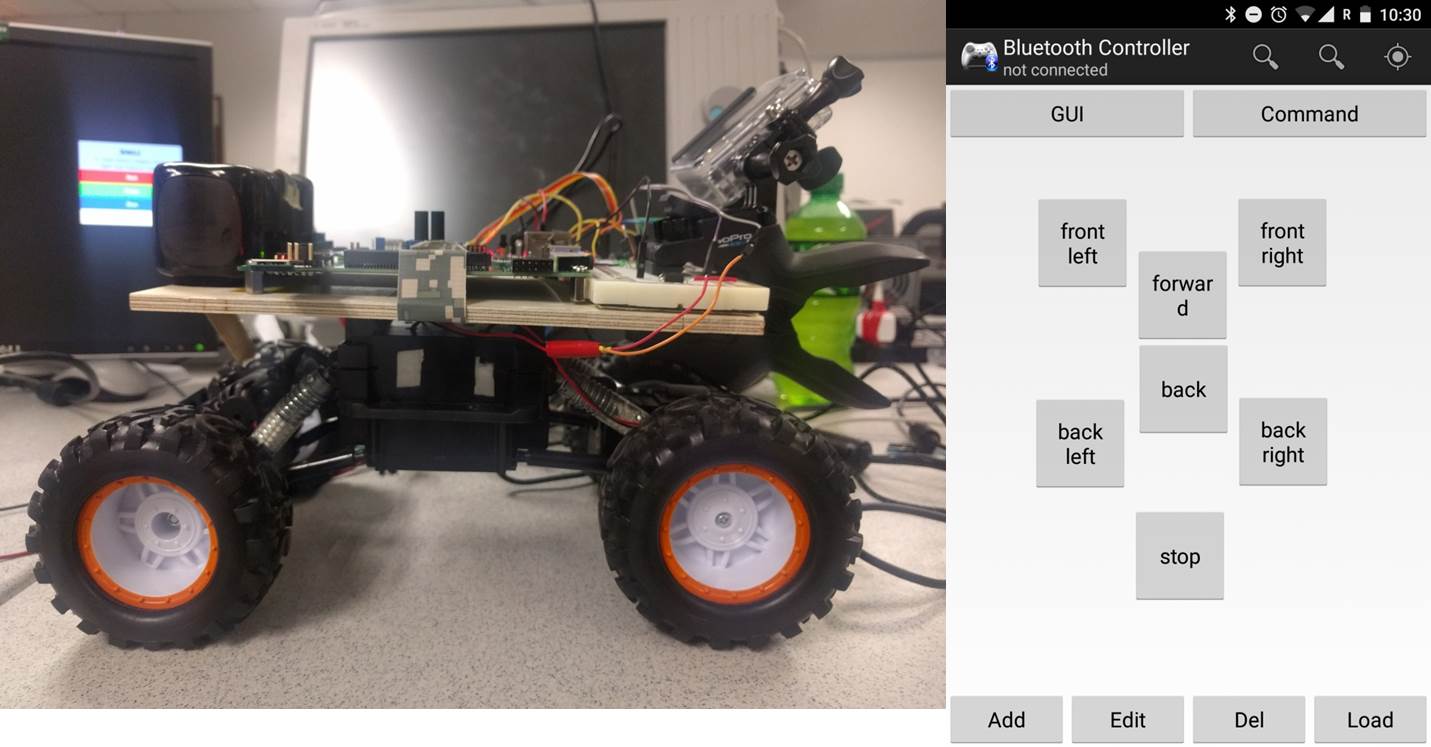 oPro
R 10:30
Bluetooth Controller
not connected
GUI Command
front
left
front
right
forwar
d
back
back
left
back
right
stop
Add Edit Del Load